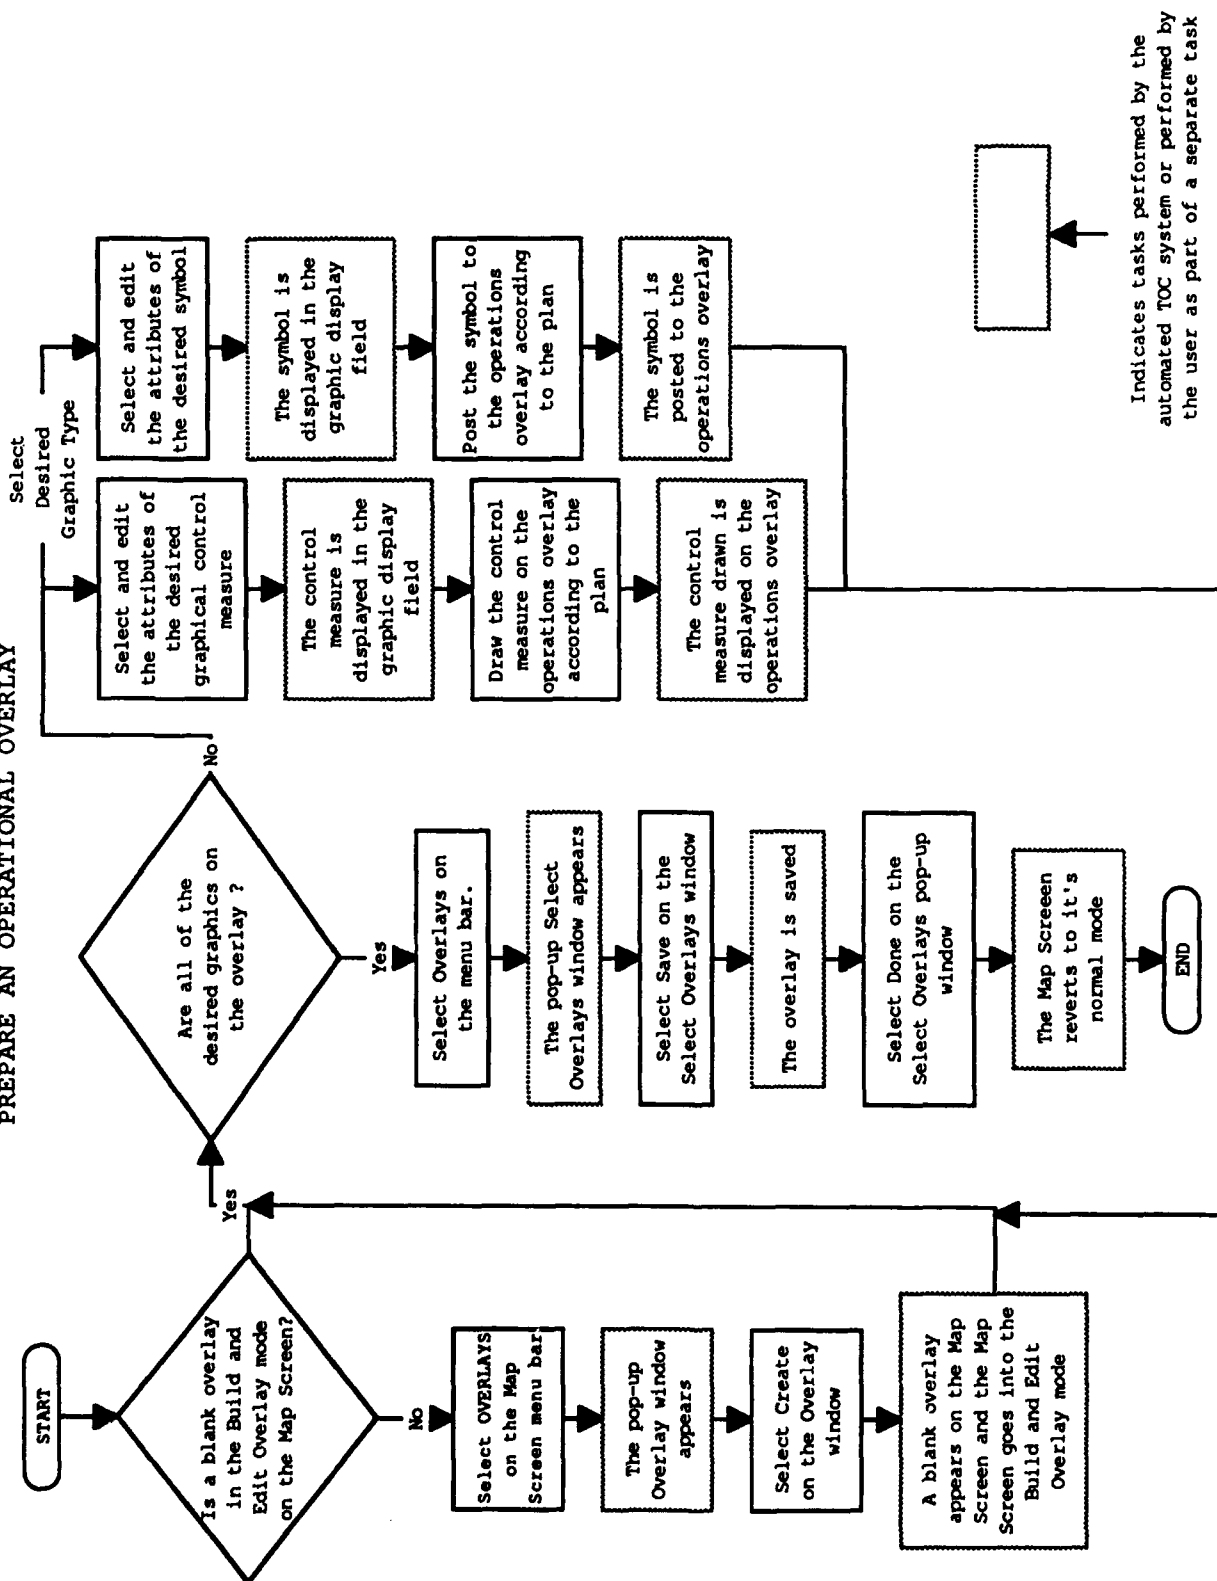 PREPARE AN OPERATIONAL OVERLAY
START
Is a blank overlay
in the Build and
Edit Overlay mode
on the Map Screen?
Yes
No
Select OVERLAYS
on the Map
Screen menu bar
The pop-up
Overlay window
appears
Select Create
on the Overlay
window
A blank overlay
appears on the Map
Screen and the Map
Screen goes into the
Build and Edit
Overlay mode
Are all of the
desired graphics on
the overlay ?
No
Yes
Select Overlays on
the menu bar.
The pop-up Select
Overlays window appears
Select Save on the
Select Overlays window
The overlay is saved
Select Done on the
Select Overlays pop-up
window
The Map Screeen
reverts to it's
normal mode
END
Select
Desired
Graphic Type
Select and edit
the attributes of
the desired
graphical control
measure
The control
measure is
displayed in the
graphic display
field
Draw the control
measure on the
operations overlay
according to the
plan
The control
measure drawn is
displayed on the
operations overlay
Select and edit
the attributes of
the desired symbol
The symbol is
displayed in the
graphic display
field
Post the symbol to
the operations
overlay according
to the plan
The symbol is
posted to the
operations overlay
Indicates tasks performed by the
automated TOC system or performed by
the user as part of a separate task